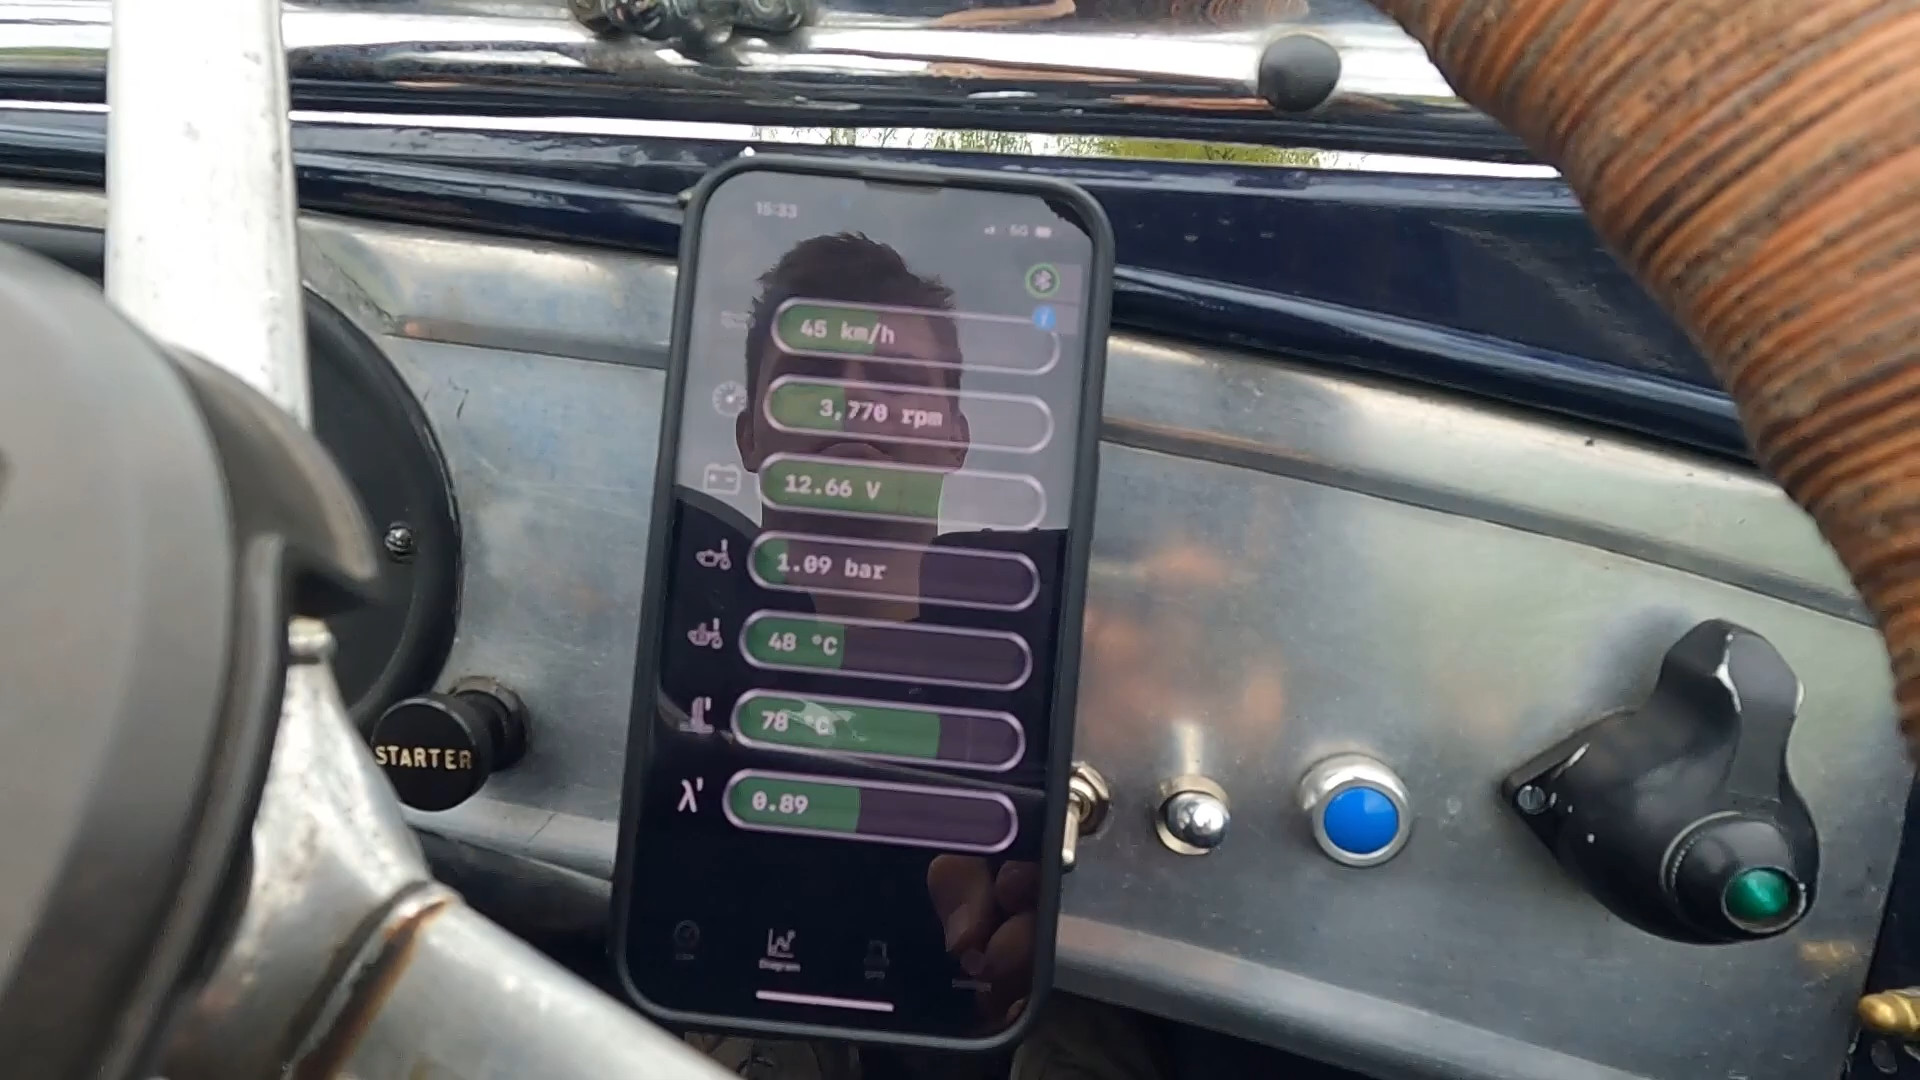 15:33
5G
45 km/h
3,770 rpm
12.66 V
1.09 bar
48 °C
78 °C
λ' 0.89
STARTER
Diagram